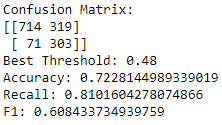 Confusion Matrix:
[[714 319]
 [ 71 303]]
Best Threshold: 0.48
Accuracy: 0.7228144989339019
Recall: 0.8101604278074866
F1: 0.608433734939759